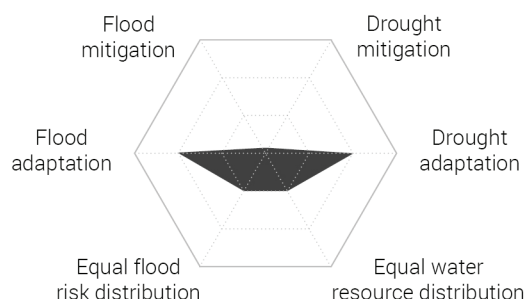 Flood
mitigation
Drought
mitigation
Flood
adaptation
Drought
adaptation
Equal flood
risk distribution
Equal water
resource distribution